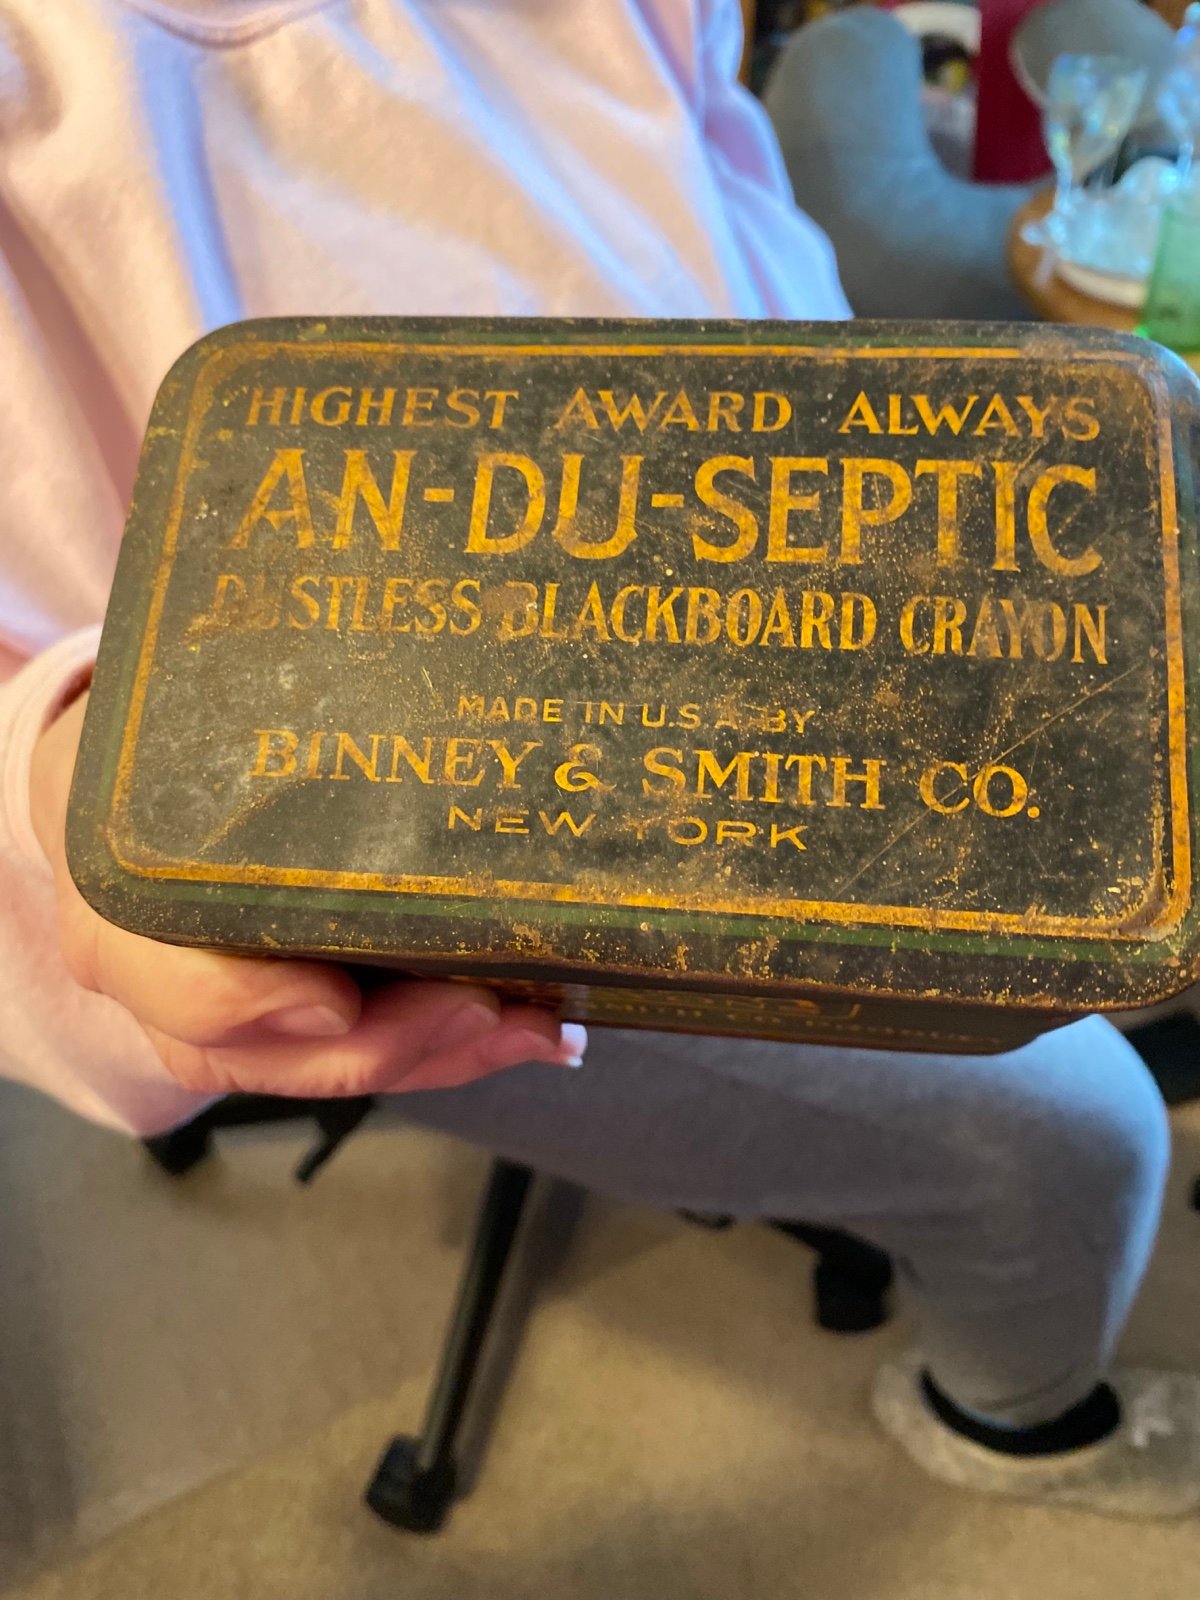 HIGHEST AWARD ALWAYS
AN-DU-SEPTIC
DUSTLESS BLACKBOARD CRAYON
MADE IN U.S.A. BY
BINNEY & SMITH CO.
NEW YORK